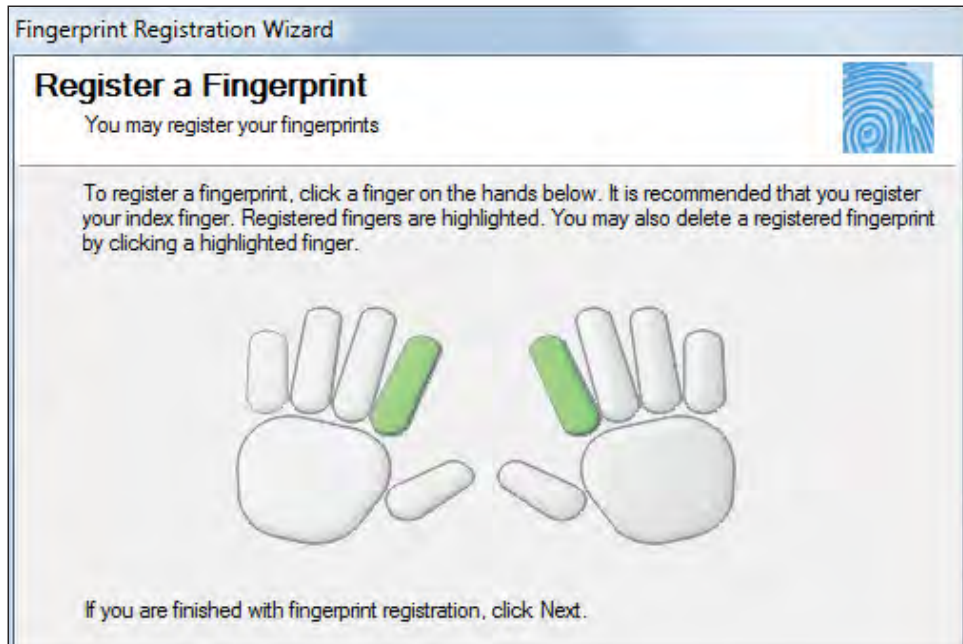 Fingerprint Registration Wizard
Register a Fingerprint
You may register your fingerprints
To register a fingerprint, click a finger on the hands below. It is recommended that you register
your index finger. Registered fingers are highlighted. You may also delete a registered fingerprint
by clicking a highlighted finger.
If you are finished with fingerprint registration, click Next.